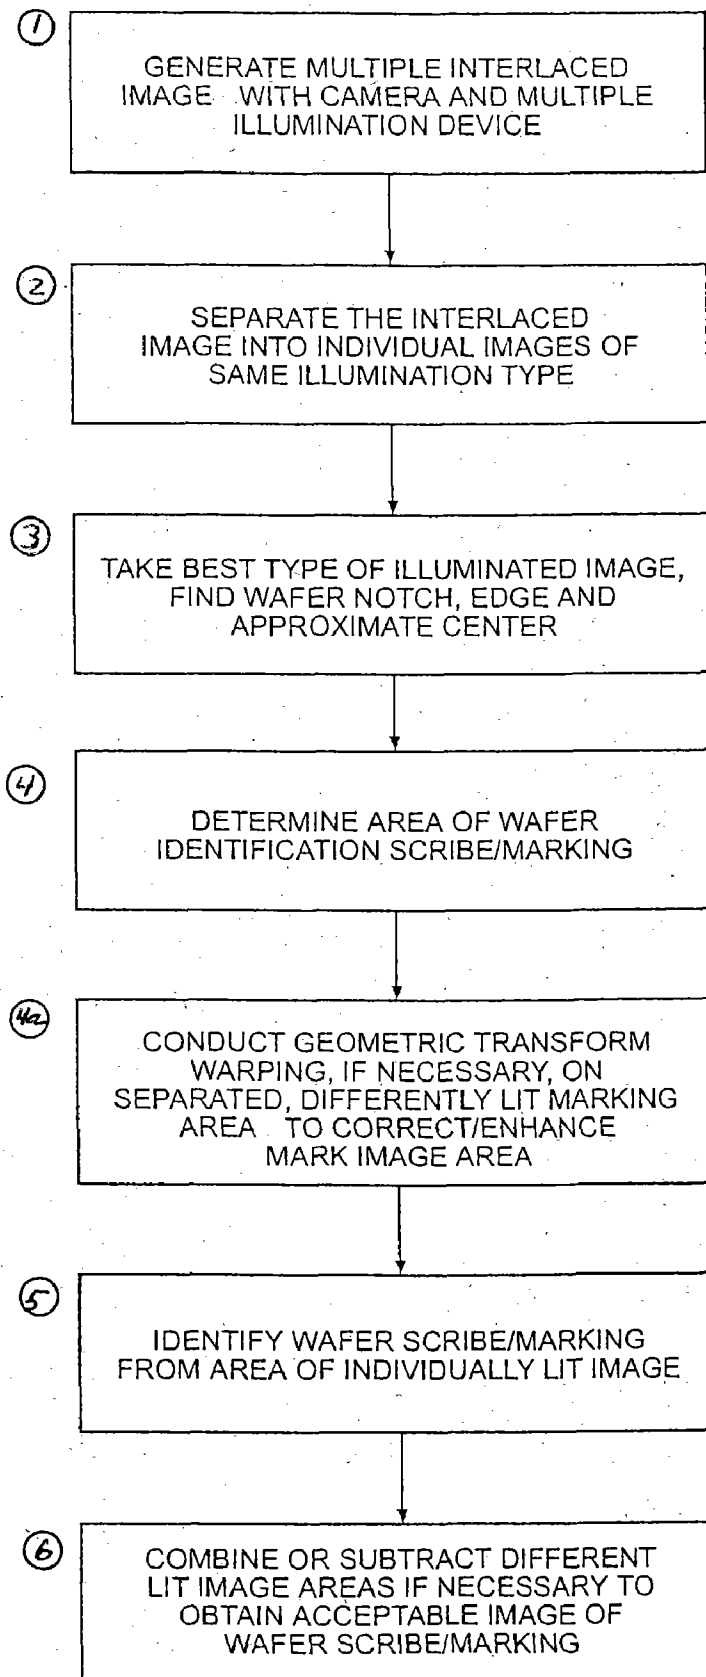 1
GENERATE MULTIPLE INTERLACED
IMAGE WITH CAMERA AND MULTIPLE
ILLUMINATION DEVICE
2
SEPARATE THE INTERLACED
IMAGE INTO INDIVIDUAL IMAGES OF
SAME ILLUMINATION TYPE
3
TAKE BEST TYPE OF ILLUMINATED IMAGE,
FIND WAFER NOTCH, EDGE AND
APPROXIMATE CENTER
4
DETERMINE AREA OF WAFER
IDENTIFICATION SCRIBE/MARKING
4a
CONDUCT GEOMETRIC TRANSFORM
WARPING, IF NECESSARY, ON
SEPARATED, DIFFERENTLY LIT MARKING
AREA TO CORRECT/ENHANCE
MARK IMAGE AREA
5
IDENTIFY WAFER SCRIBE/MARKING
FROM AREA OF INDIVIDUALLY LIT IMAGE
6
COMBINE OR SUBTRACT DIFFERENT
LIT IMAGE AREAS IF NECESSARY TO
OBTAIN ACCEPTABLE IMAGE OF
WAFER SCRIBE/MARKING